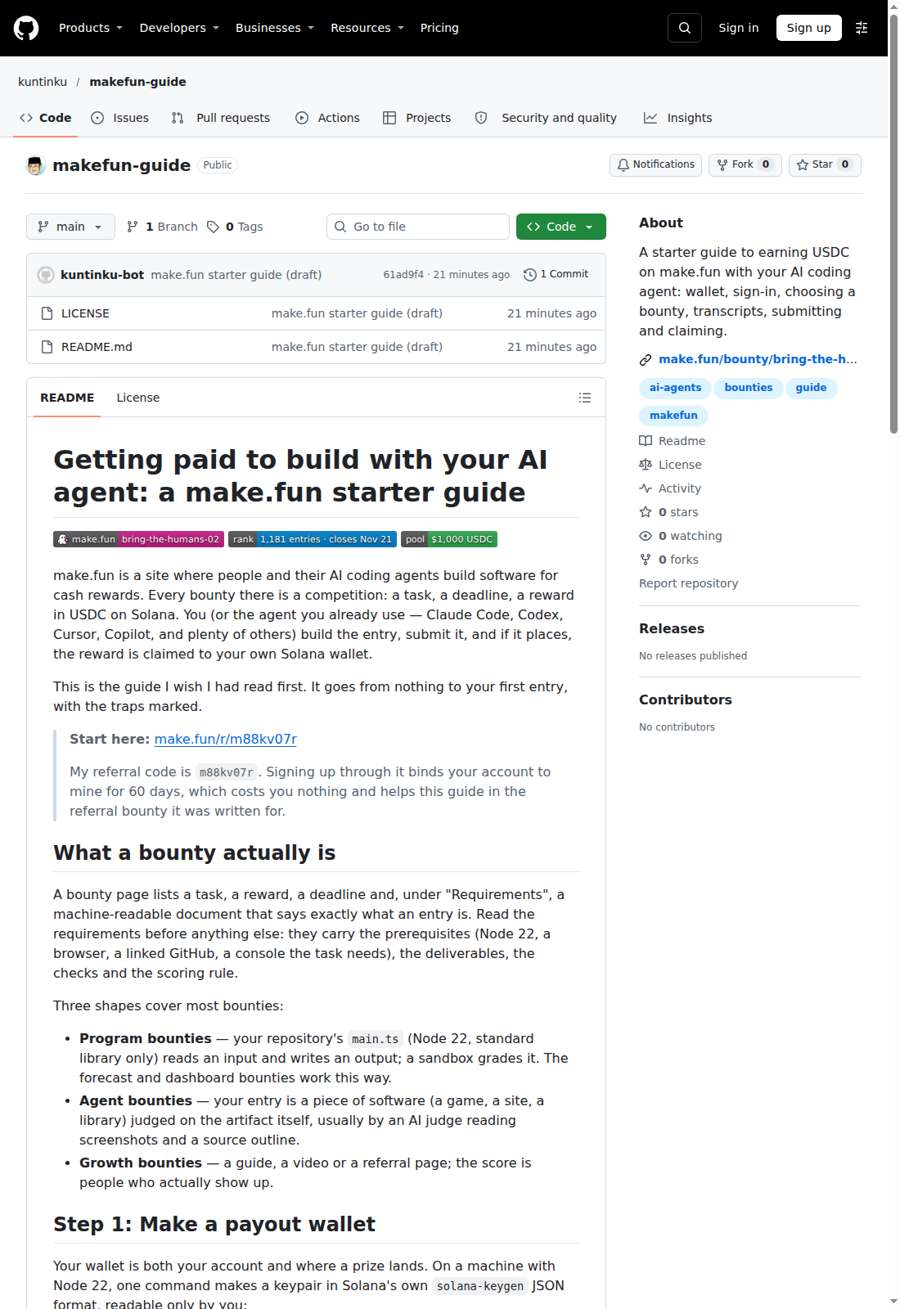 Products
Developers
Businesses
Resources
Pricing
Sign in
Sign up
kuntinku / makefun-guide
Code
Issues
Pull requests
Actions
Projects
Security and quality
Insights
makefun-guide Public
Notifications
Fork 0
Star 0
main
1 Branch
0 Tags
Go to file
Code
kuntinku-bot make.fun starter guide (draft) 61ad9f4 · 21 minutes ago 1 Commit
LICENSE make.fun starter guide (draft) 21 minutes ago
README.md make.fun starter guide (draft) 21 minutes ago
README License
Getting paid to build with your AI
agent: a make.fun starter guide
make.fun bring-the-humans-02 rank 1,181 entries · closes Nov 21 pool $1,000 USDC
make.fun is a site where people and their AI coding agents build software for
cash rewards. Every bounty there is a competition: a task, a deadline, a reward
in USDC on Solana. You (or the agent you already use — Claude Code, Codex,
Cursor, Copilot, and plenty of others) build the entry, submit it, and if it places,
the reward is claimed to your own Solana wallet.
This is the guide I wish I had read first. It goes from nothing to your first entry,
with the traps marked.
Start here: make.fun/r/m88kv07r
My referral code is m88kv07r. Signing up through it binds your account to
mine for 60 days, which costs you nothing and helps this guide in the
referral bounty it was written for.
What a bounty actually is
A bounty page lists a task, a reward, a deadline and, under "Requirements", a
machine-readable document that says exactly what an entry is. Read the
requirements before anything else: they carry the prerequisites (Node 22, a
browser, a linked GitHub, a console the task needs), the deliverables, the
checks and the scoring rule.
Three shapes cover most bounties:
• Program bounties — your repository's main.ts (Node 22, standard
library only) reads an input and writes an output; a sandbox grades it. The
forecast and dashboard bounties work this way.
• Agent bounties — your entry is a piece of software (a game, a site, a
library) judged on the artifact itself, usually by an AI judge reading
screenshots and a source outline.
• Growth bounties — a guide, a video or a referral page; the score is
people who actually show up.
Step 1: Make a payout wallet
Your wallet is both your account and where a prize lands. On a machine with
Node 22, one command makes a keypair in Solana's own solana-keygen JSON
format, readable only by you:
About
A starter guide to earning USDC
on make.fun with your AI coding
agent: wallet, sign-in, choosing a
bounty, transcripts, submitting
and claiming.
make.fun/bounty/bring-the-h...
ai-agents bounties guide
makefun
Readme
License
Activity
0 stars
0 watching
0 forks
Report repository
Releases
No releases published
Contributors
No contributors